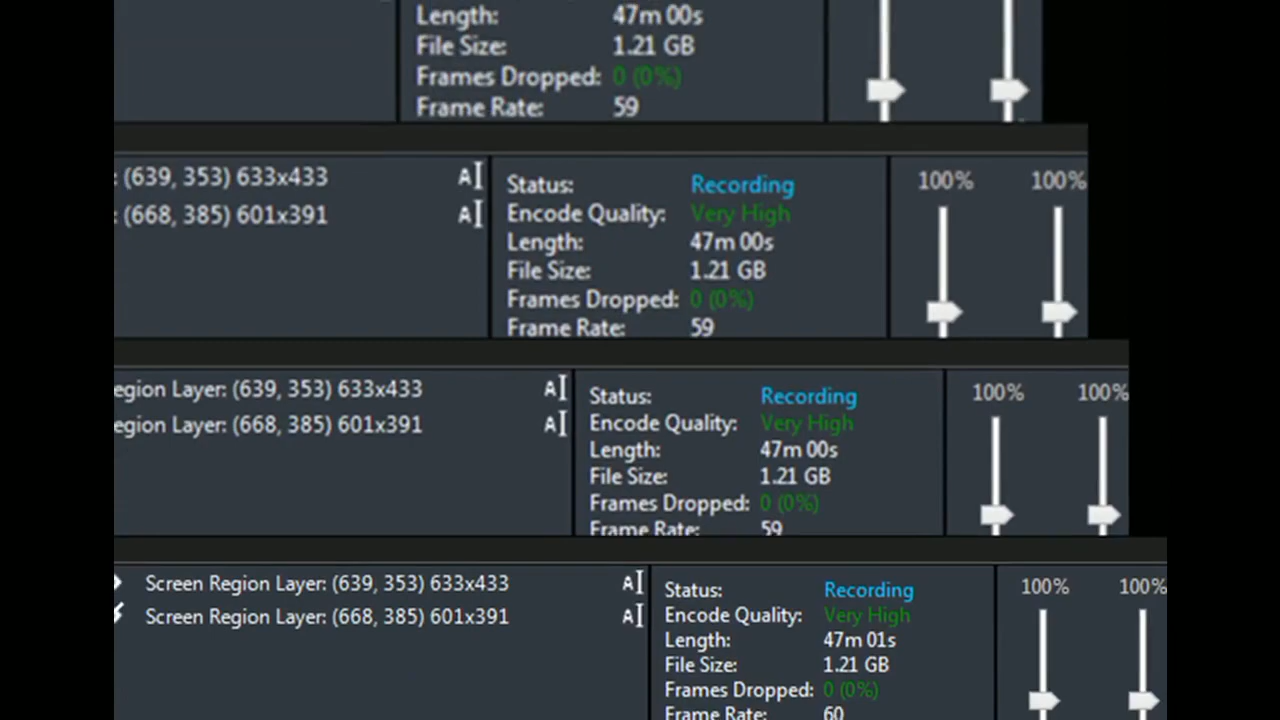 Length: 47m 00s
File Size: 1.21 GB
Frames Dropped: 0 (0%)
Frame Rate: 59
: (639, 353) 633x433 A
: (668, 385) 601x391 A
Status: Recording 100% 100%
Encode Quality: Very High
Length: 47m 00s
File Size: 1.21 GB
Frames Dropped: 0 (0%)
Frame Rate: 59
egion Layer: (639, 353) 633x433 A
egion Layer: (668, 385) 601x391 A
Status: Recording 100% 100%
Encode Quality: Very High
Length: 47m 00s
File Size: 1.21 GB
Frames Dropped: 0 (0%)
Frame Rate: 59
Screen Region Layer: (639, 353) 633x433 A
Screen Region Layer: (668, 385) 601x391 A
Status: Recording 100% 100%
Encode Quality: Very High
Length: 47m 01s
File Size: 1.21 GB
Frames Dropped: 0 (0%)
Frame Rate: 60